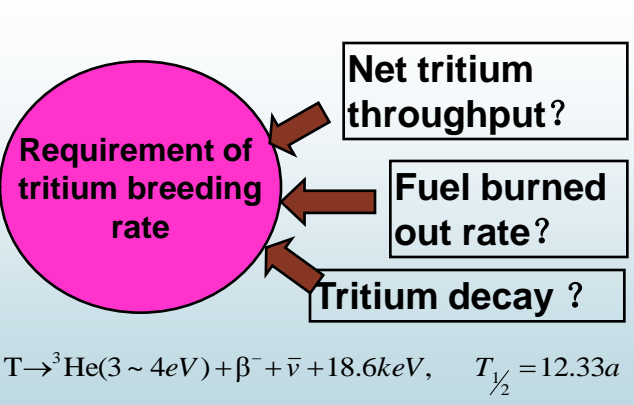 Net tritium
throughput？
Requirement of
tritium breeding
rate
Fuel burned
out rate？
Tritium decay ？
T→³He(3 ~ 4eV)+β⁻+ν̄+18.6keV, T½ =12.33a